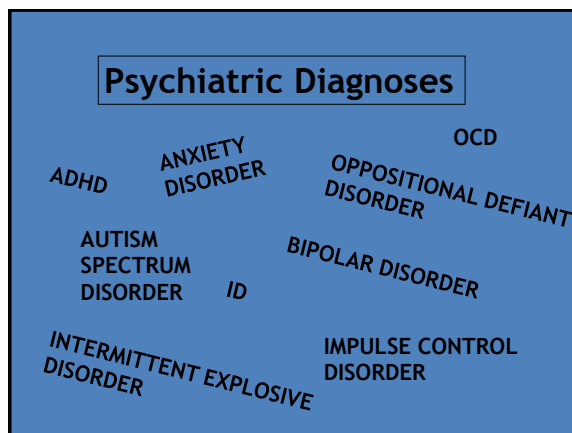 Psychiatric Diagnoses
OCD
ANXIETY
DISORDER
ADHD
OPPOSITIONAL DEFIANT
DISORDER
AUTISM
SPECTRUM
DISORDER
ID
BIPOLAR DISORDER
INTERMITTENT EXPLOSIVE
DISORDER
IMPULSE CONTROL
DISORDER